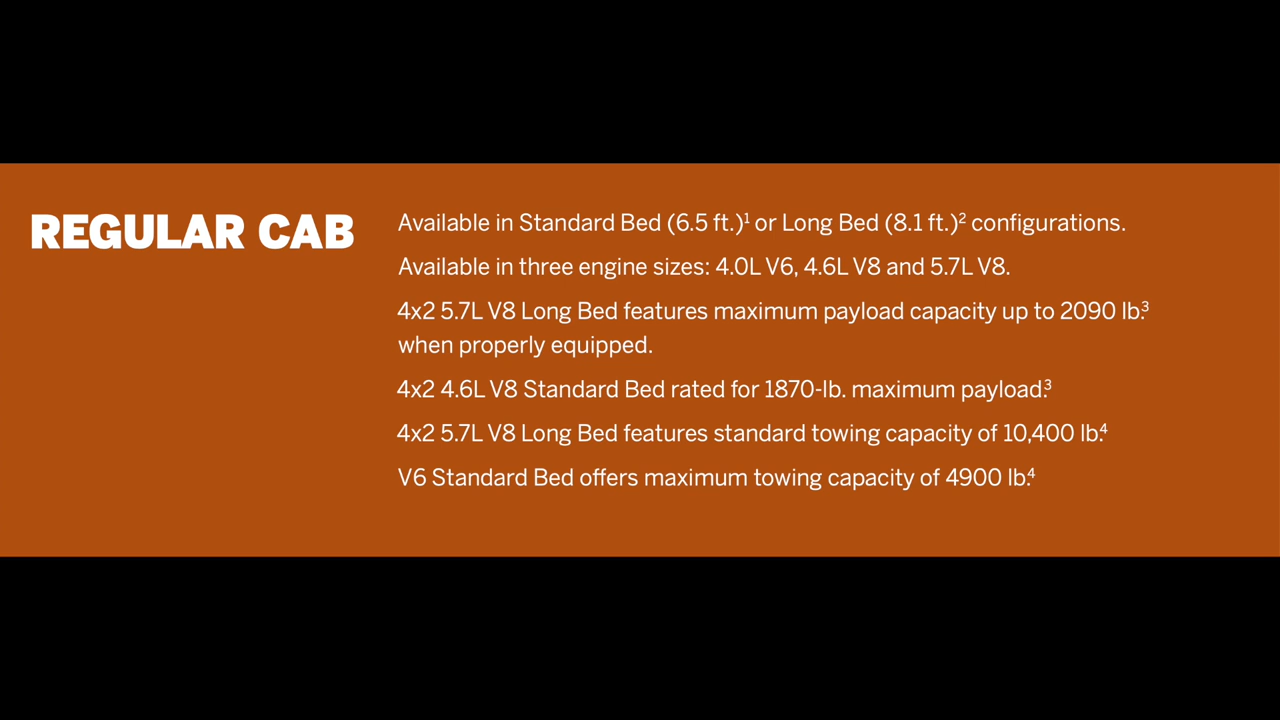 REGULAR CAB
Available in Standard Bed (6.5 ft.)¹ or Long Bed (8.1 ft.)² configurations.
Available in three engine sizes: 4.0L V6, 4.6L V8 and 5.7L V8.
4x2 5.7L V8 Long Bed features maximum payload capacity up to 2090 lb.³
when properly equipped.
4x2 4.6L V8 Standard Bed rated for 1870-lb. maximum payload.³
4x2 5.7L V8 Long Bed features standard towing capacity of 10,400 lb.⁴
V6 Standard Bed offers maximum towing capacity of 4900 lb.⁴